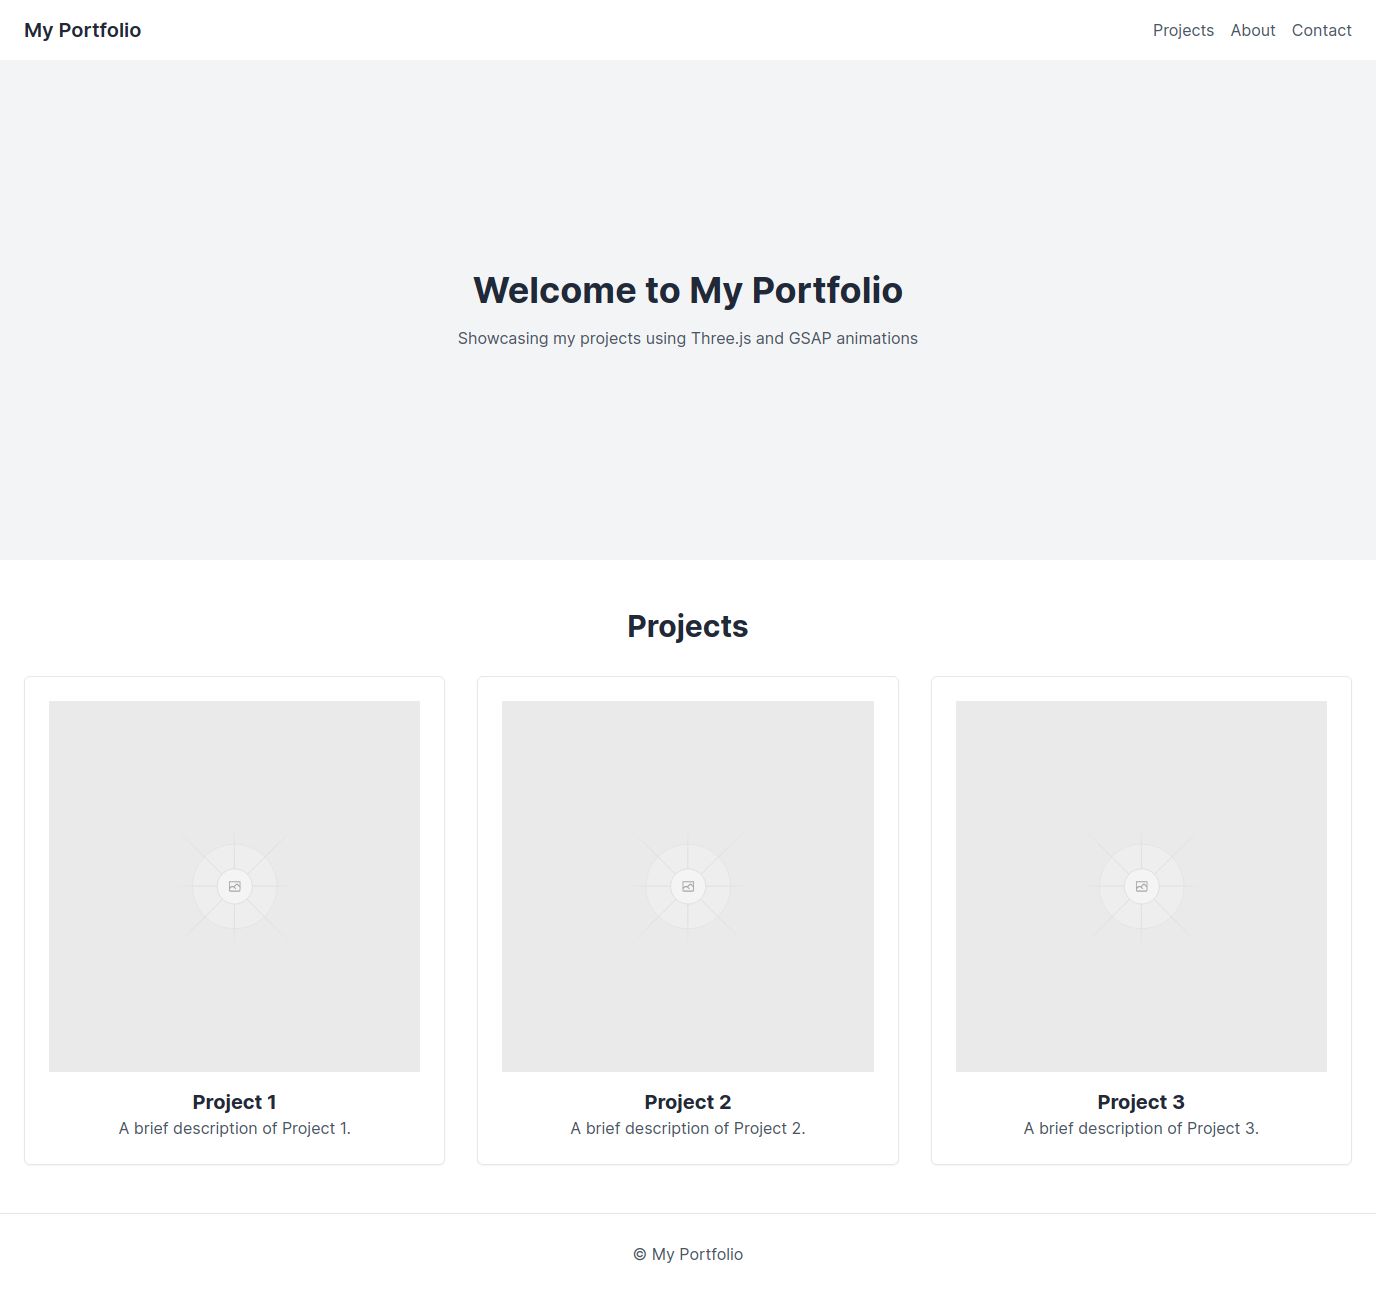 My Portfolio
Projects About Contact
Welcome to My Portfolio
Showcasing my projects using Three.js and GSAP animations
Projects
Project 1
A brief description of Project 1.
Project 2
A brief description of Project 2.
Project 3
A brief description of Project 3.
© My Portfolio